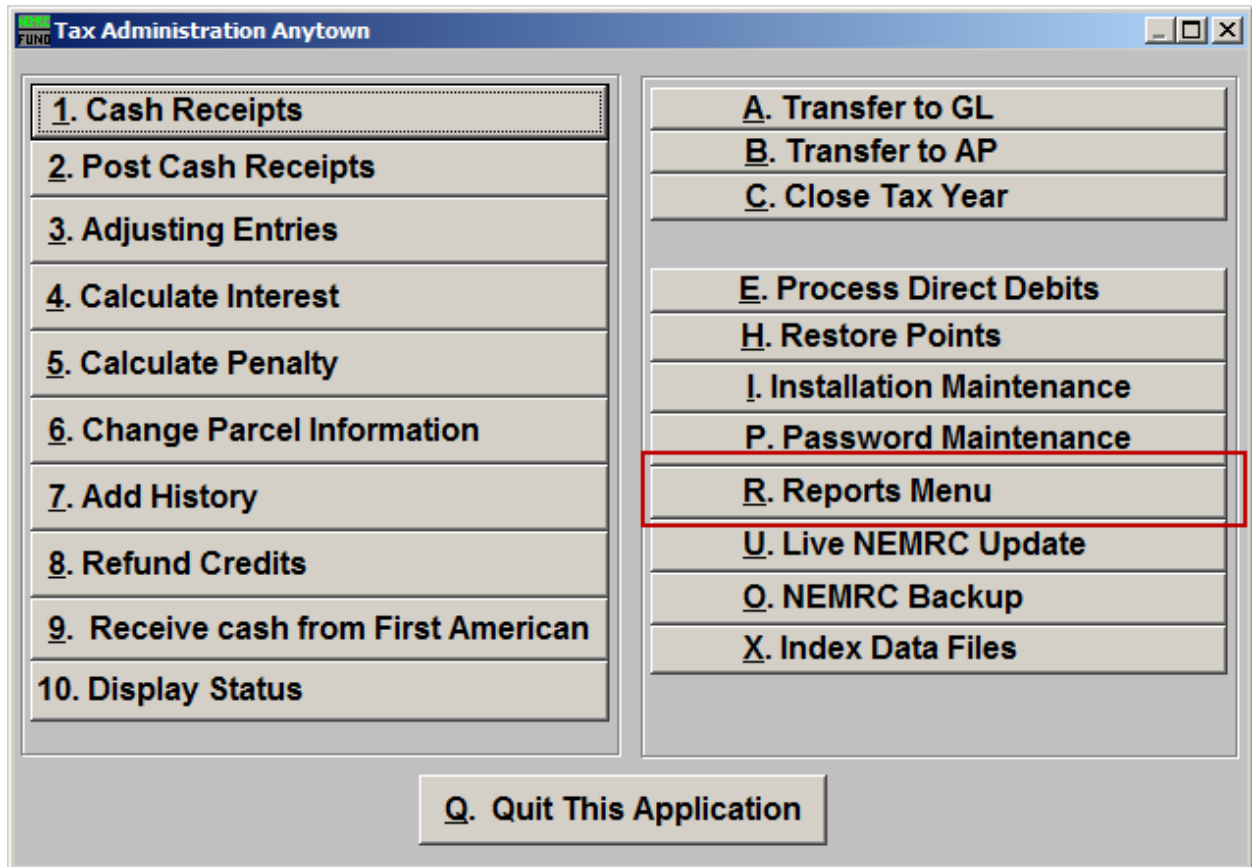 NEMRC
FUND
Tax Administration Anytown
1. Cash Receipts
2. Post Cash Receipts
3. Adjusting Entries
4. Calculate Interest
5. Calculate Penalty
6. Change Parcel Information
7. Add History
8. Refund Credits
9. Receive cash from First American
10. Display Status
A. Transfer to GL
B. Transfer to AP
C. Close Tax Year
E. Process Direct Debits
H. Restore Points
I. Installation Maintenance
P. Password Maintenance
R. Reports Menu
U. Live NEMRC Update
O. NEMRC Backup
X. Index Data Files
Q. Quit This Application